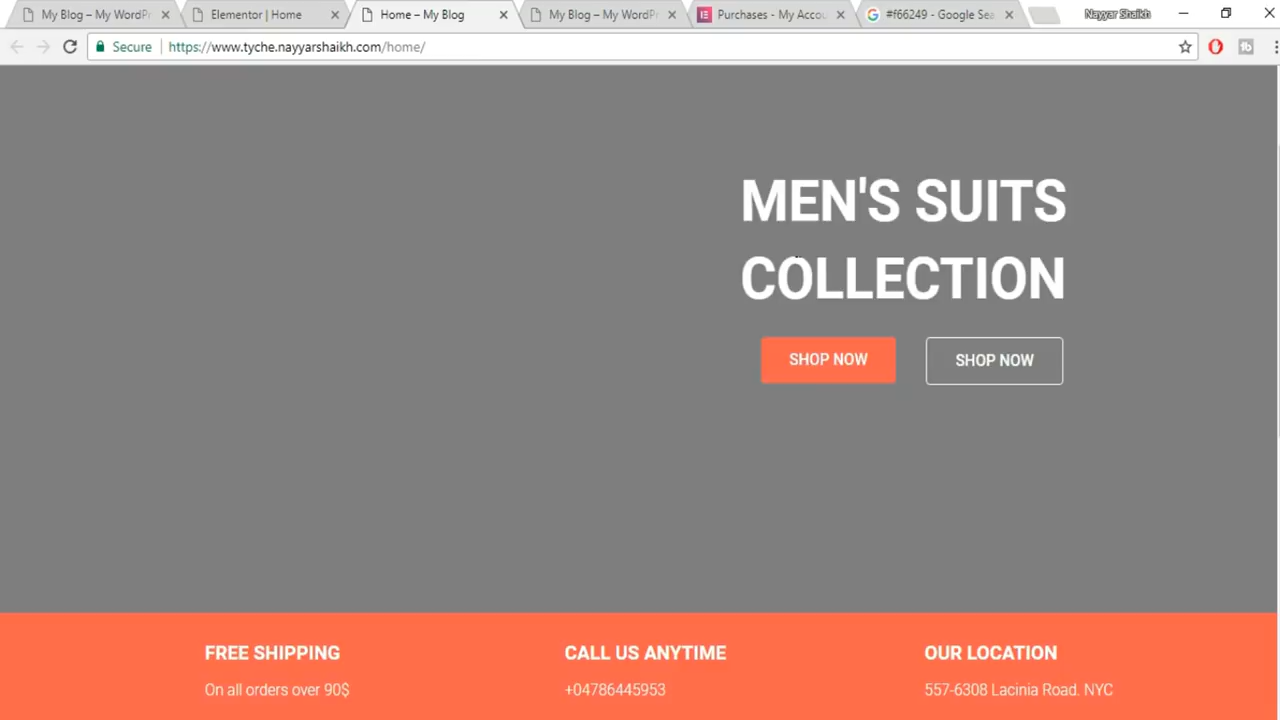 My Blog – My WordPr
Elementor | Home
Home – My Blog
My Blog – My WordPr
Purchases - My Accou
#f66249 - Google Sea
Nayyar Shaikh
Secure
https://www.tyche.nayyarshaikh.com/home/
MEN'S SUITS
COLLECTION
SHOP NOW
SHOP NOW
FREE SHIPPING
On all orders over 90$
CALL US ANYTIME
+04786445953
OUR LOCATION
557-6308 Lacinia Road. NYC